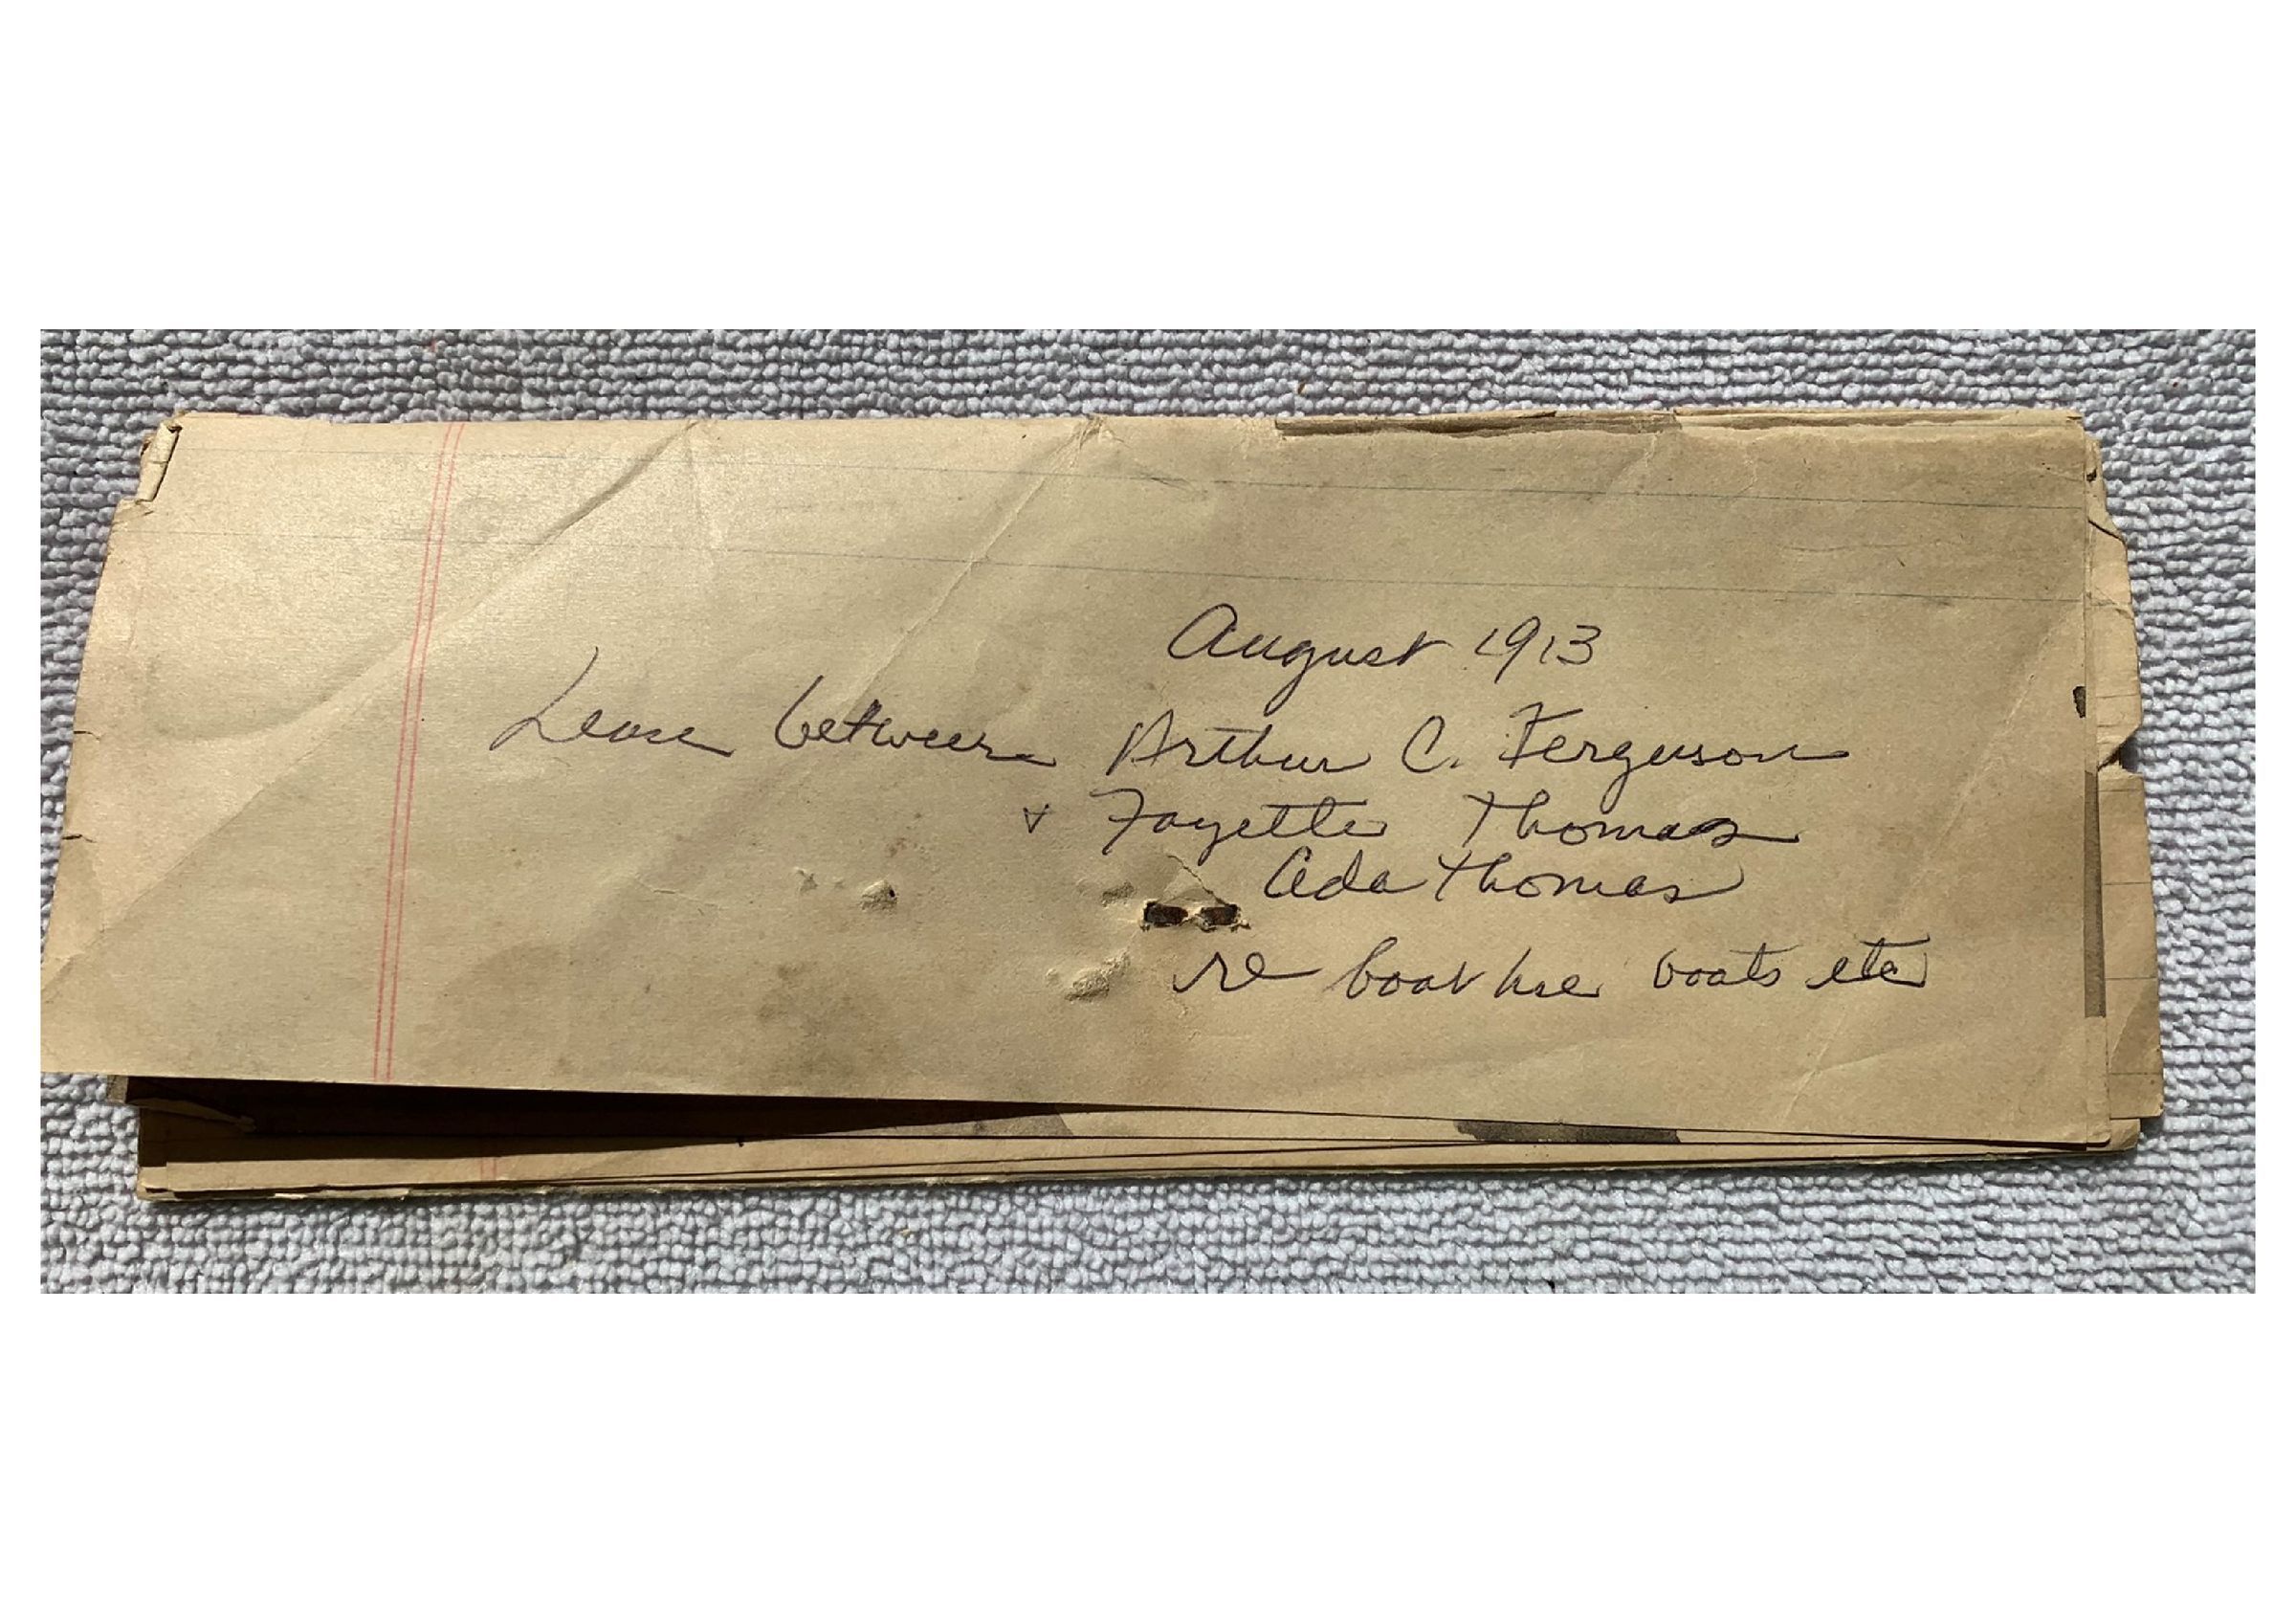 August 1913
Lease between Arthur C. Ferguson
& Fayette Thomas
Ada Thomas
re boat hse boats etc